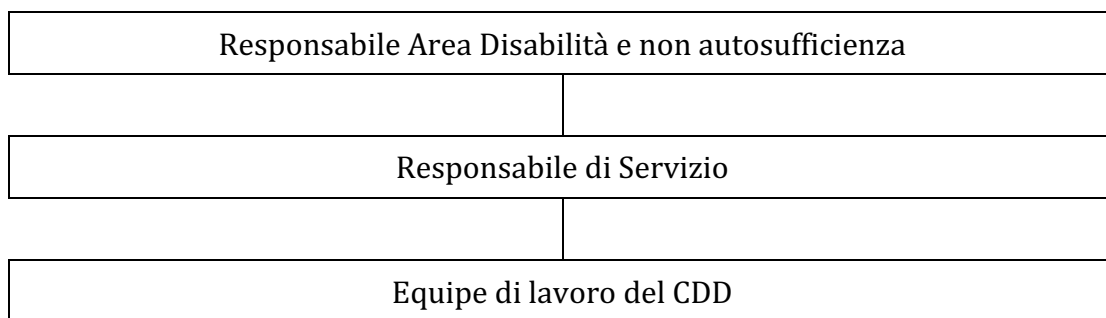 Responsabile Area Disabilità e non autosufficienza
Responsabile di Servizio
Equipe di lavoro del CDD